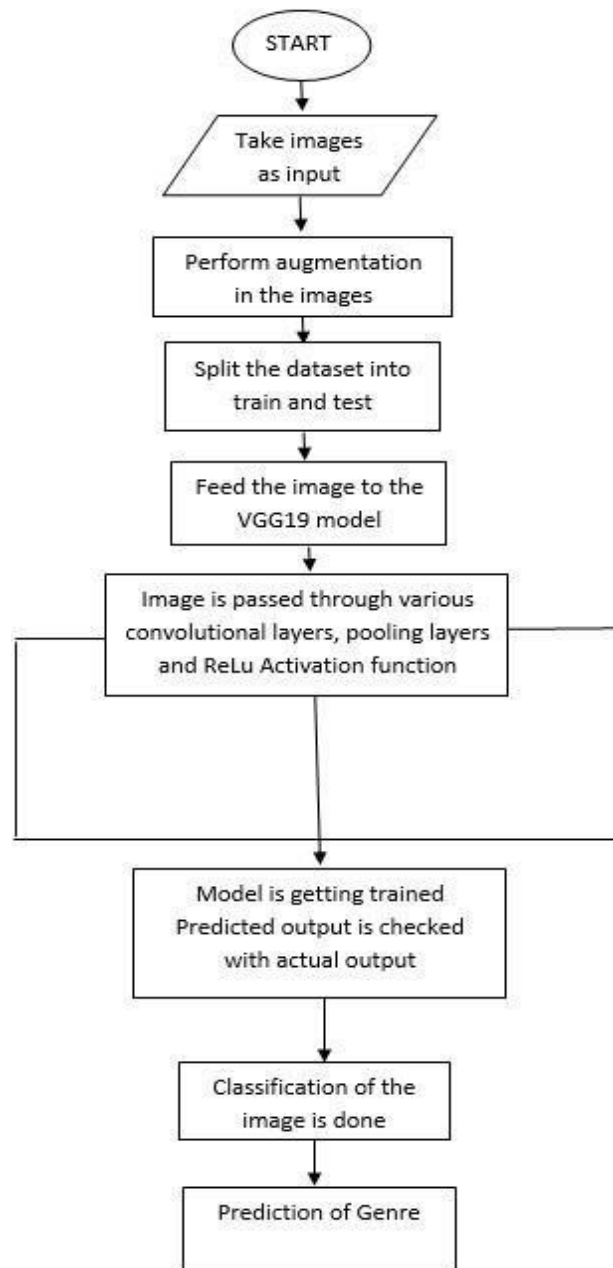 START
Take images
as input
Perform augmentation
in the images
Split the dataset into
train and test
Feed the image to the
VGG19 model
Image is passed through various
convolutional layers, pooling layers
and ReLu Activation function
Model is getting trained
Predicted output is checked
with actual output
Classification of the
image is done
Prediction of Genre